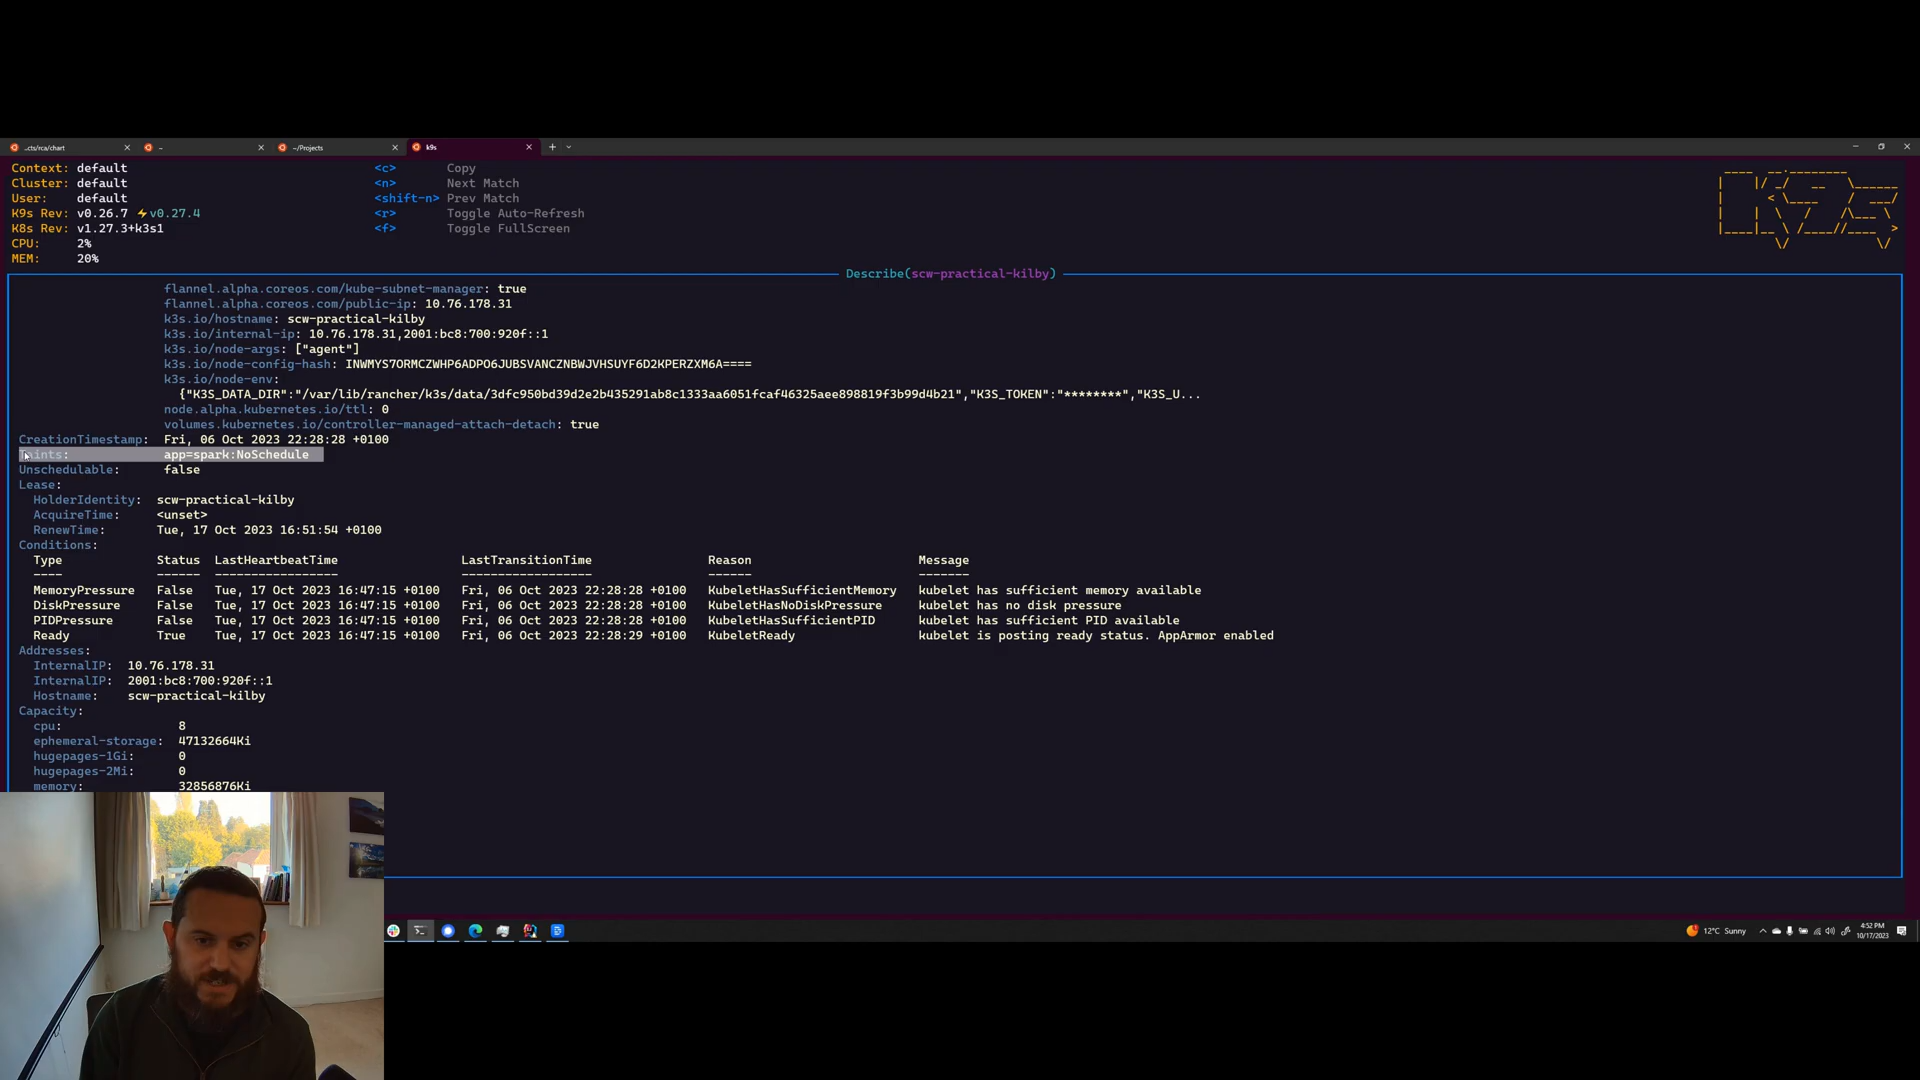 ..cts/rca/chart
~
~/Projects
k9s
Context: default
<c> Copy
Cluster: default
<n> Next Match
User: default
<shift-n> Prev Match
K9s Rev: v0.26.7 ⚡v0.27.4
<r> Toggle Auto-Refresh
K8s Rev: v1.27.3+k3s1
<f> Toggle FullScreen
CPU: 2%
MEM: 20%
Describe(scw-practical-kilby)
flannel.alpha.coreos.com/kube-subnet-manager: true
flannel.alpha.coreos.com/public-ip: 10.76.178.31
k3s.io/hostname: scw-practical-kilby
k3s.io/internal-ip: 10.76.178.31,2001:bc8:700:920f::1
k3s.io/node-args: ["agent"]
k3s.io/node-config-hash: INWMYS7ORMCZWHP6ADPO6JUBSVANCZNBWJVHSUYF6D2KPERZXM6A====
k3s.io/node-env:
{"K3S_DATA_DIR":"/var/lib/rancher/k3s/data/3dfc950bd39d2e2b435291ab8c1333aa6051fcaf46325aee898819f3b99d4b21","K3S_TOKEN":"********","K3S_U...
node.alpha.kubernetes.io/ttl: 0
volumes.kubernetes.io/controller-managed-attach-detach: true
CreationTimestamp: Fri, 06 Oct 2023 22:28:28 +0100
Taints: app=spark:NoSchedule
Unschedulable: false
Lease:
HolderIdentity: scw-practical-kilby
AcquireTime: <unset>
RenewTime: Tue, 17 Oct 2023 16:51:54 +0100
Conditions:
Type Status LastHeartbeatTime LastTransitionTime Reason Message
---- ------ ----------------- ------------------ ------ -------
MemoryPressure False Tue, 17 Oct 2023 16:47:15 +0100 Fri, 06 Oct 2023 22:28:28 +0100 KubeletHasSufficientMemory kubelet has sufficient memory available
DiskPressure False Tue, 17 Oct 2023 16:47:15 +0100 Fri, 06 Oct 2023 22:28:28 +0100 KubeletHasNoDiskPressure kubelet has no disk pressure
PIDPressure False Tue, 17 Oct 2023 16:47:15 +0100 Fri, 06 Oct 2023 22:28:28 +0100 KubeletHasSufficientPID kubelet has sufficient PID available
Ready True Tue, 17 Oct 2023 16:47:15 +0100 Fri, 06 Oct 2023 22:28:29 +0100 KubeletReady kubelet is posting ready status. AppArmor enabled
Addresses:
InternalIP: 10.76.178.31
InternalIP: 2001:bc8:700:920f::1
Hostname: scw-practical-kilby
Capacity:
cpu: 8
ephemeral-storage: 47132664Ki
hugepages-1Gi: 0
hugepages-2Mi: 0
memory: 32856876Ki
12°C Sunny
4:52 PM
10/17/2023